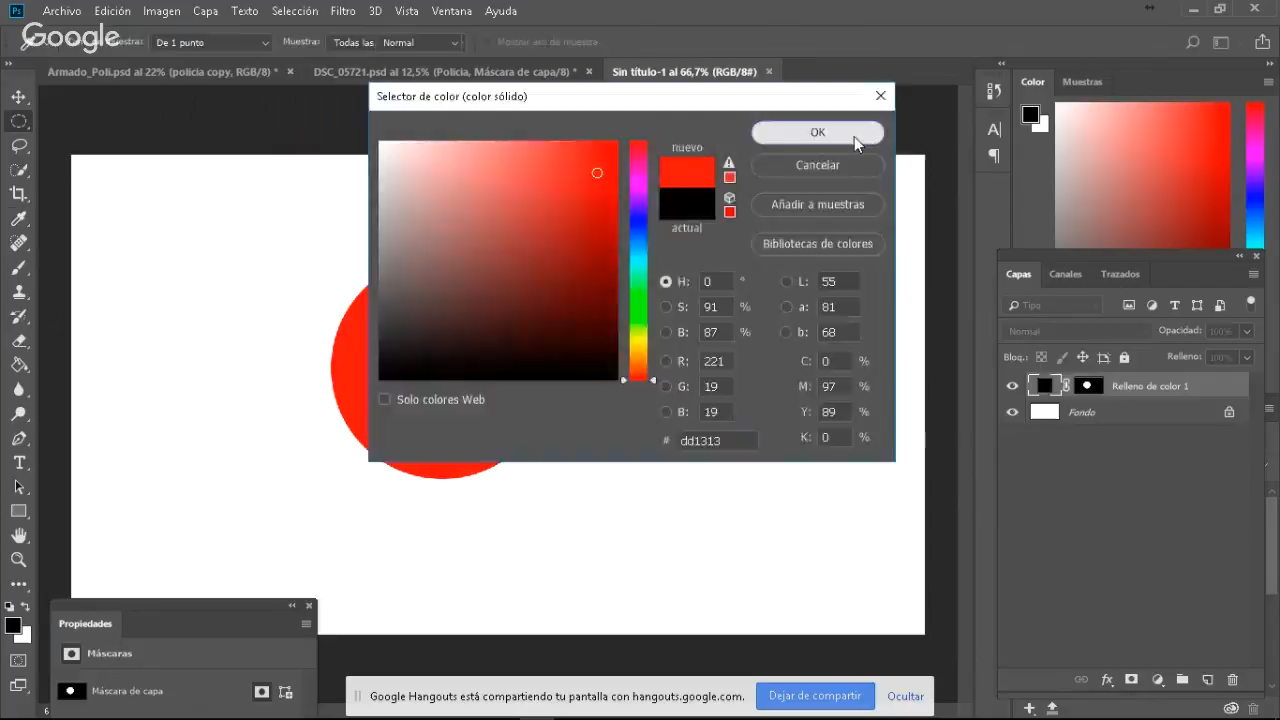 Ps Archivo Edición Imagen Capa Texto Selección Filtro 3D Vista Ventana Ayuda
Google
De 1 punto Muestra: Todas las Normal Mostrar aro de muestra
Armado_Poli.psd al 22% (policia copy, RGB/8) * × DSC_05721.psd al 12,5% (Policia, Máscara de capa/8) * × Sin título-1 al 66,7% (RGB/8#) ×
Color Muestras
Selector de color (color sólido)
nuevo
actual
OK
Cancelar
Añadir a muestras
Bibliotecas de colores
H: 0 ° L: 55
S: 91 % a: 81
B: 87 % b: 68
R: 221 C: 0 %
G: 19 M: 97 %
B: 19 Y: 89 %
# dd1313 K: 0 %
Solo colores Web
Capas Canales Trazados
Tipo
Normal Opacidad: 100%
Bloq.: Relleno: 100%
Relleno de color 1
Fondo
Propiedades
Máscaras
Máscara de capa
6
Google Hangouts está compartiendo tu pantalla con hangouts.google.com. Dejar de compartir Ocultar